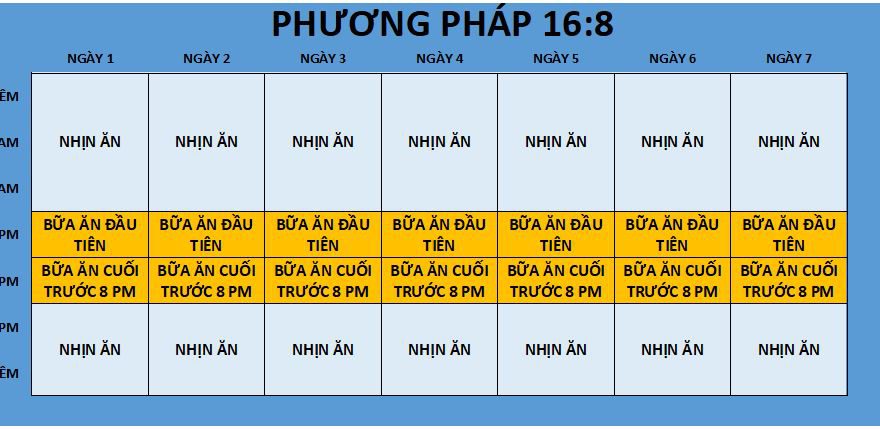 PHƯƠNG PHÁP 16:8
NGÀY 1 NGÀY 2 NGÀY 3 NGÀY 4 NGÀY 5 NGÀY 6 NGÀY 7
AM NHỊN ĂN NHỊN ĂN NHỊN ĂN NHỊN ĂN NHỊN ĂN NHỊN ĂN NHỊN ĂN
AM
PM BỮA ĂN ĐẦU BỮA ĂN ĐẦU BỮA ĂN ĐẦU BỮA ĂN ĐẦU BỮA ĂN ĐẦU BỮA ĂN ĐẦU BỮA ĂN ĐẦU
TIÊN TIÊN TIÊN TIÊN TIÊN TIÊN TIÊN
PM BỮA ĂN CUỐI BỮA ĂN CUỐI BỮA ĂN CUỐI BỮA ĂN CUỐI BỮA ĂN CUỐI BỮA ĂN CUỐI BỮA ĂN CUỐI
TRƯỚC 8 PM TRƯỚC 8 PM TRƯỚC 8 PM TRƯỚC 8 PM TRƯỚC 8 PM TRƯỚC 8 PM TRƯỚC 8 PM
PM
NHỊN ĂN NHỊN ĂN NHỊN ĂN NHỊN ĂN NHỊN ĂN NHỊN ĂN NHỊN ĂN